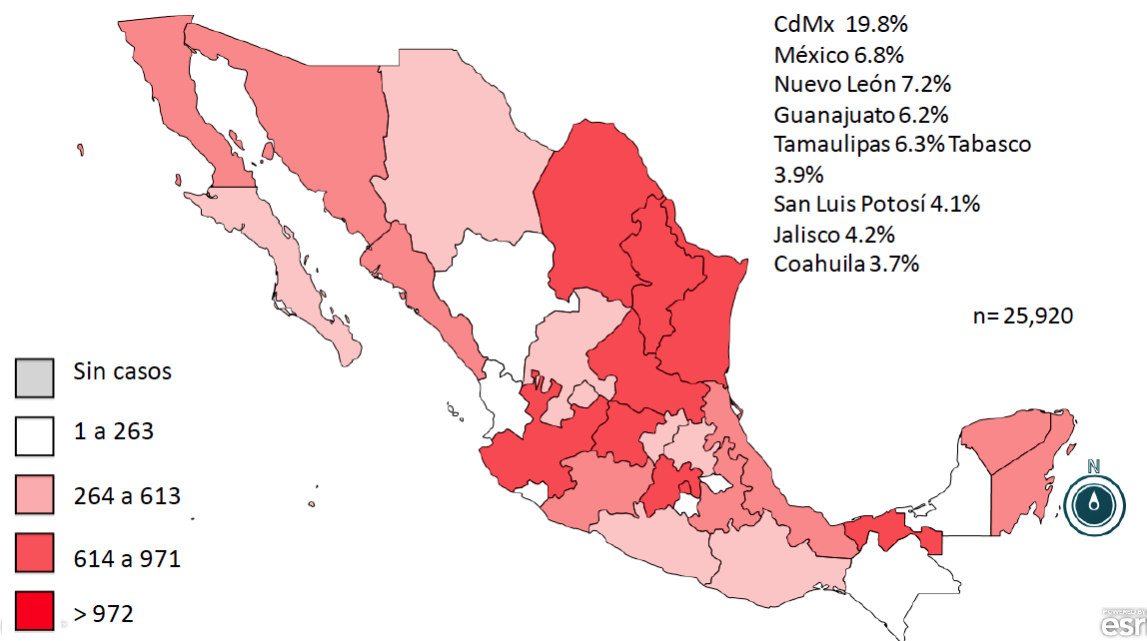 CdMx 19.8%
México 6.8%
Nuevo León 7.2%
Guanajuato 6.2%
Tamaulipas 6.3% Tabasco
3.9%
San Luis Potosí 4.1%
Jalisco 4.2%
Coahuila 3.7%
n= 25,920
Sin casos
1 a 263
264 a 613
614 a 971
> 972
N
POWERED BY
esri